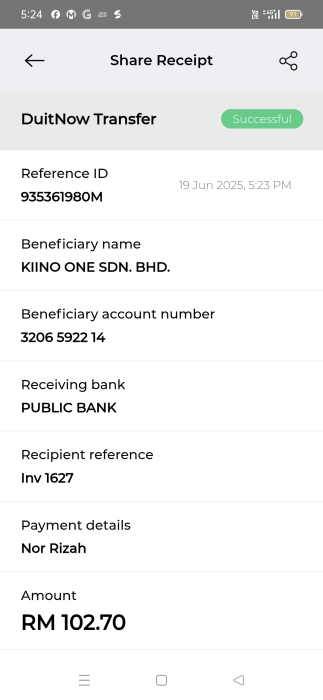 5:24
Share Receipt
DuitNow Transfer
Successful
Reference ID
19 Jun 2025, 5:23 PM
935361980M
Beneficiary name
KIINO ONE SDN. BHD.
Beneficiary account number
3206 5922 14
Receiving bank
PUBLIC BANK
Recipient reference
Inv 1627
Payment details
Nor Rizah
Amount
RM 102.70